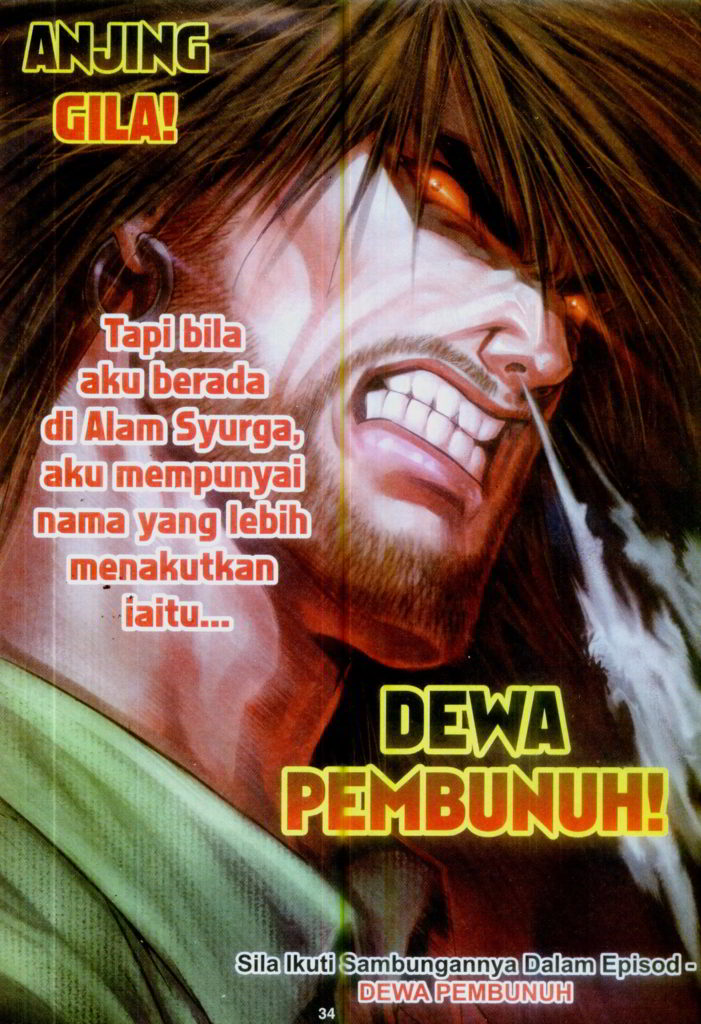 ANJING
GILA!
Tapi bila
aku berada
di Alam Syurga,
aku mempunyai
nama yang lebih
menakutkan
iaitu...
DEWA
PEMBUNUH!
Sila Ikuti Sambungannya Dalam Episod -
DEWA PEMBUNUH
34